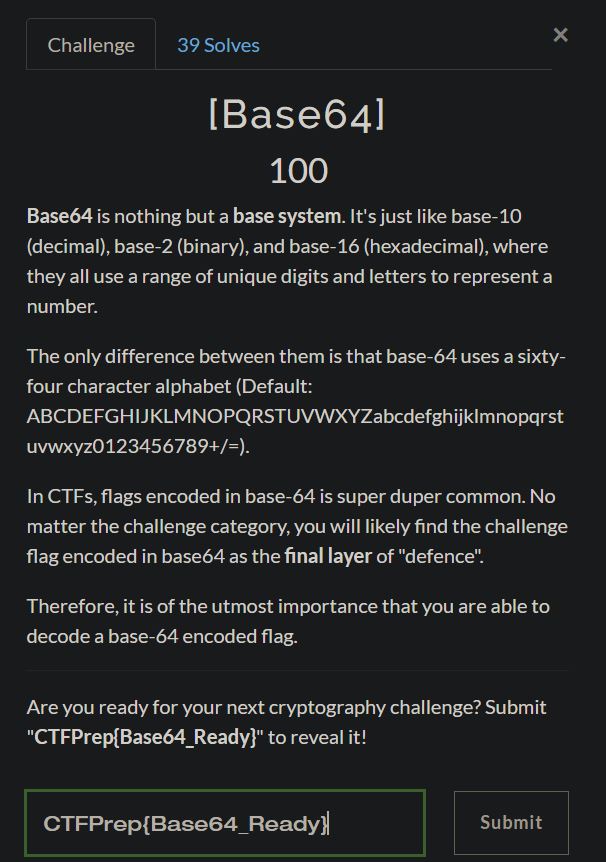 Challenge
39 Solves
×
[Base64]
100
Base64 is nothing but a base system. It's just like base-10
(decimal), base-2 (binary), and base-16 (hexadecimal), where
they all use a range of unique digits and letters to represent a
number.
The only difference between them is that base-64 uses a sixty-
four character alphabet (Default:
ABCDEFGHIJKLMNOPQRSTUVWXYZabcdefghijklmnopqrst
uvwxyz0123456789+/=).
In CTFs, flags encoded in base-64 is super duper common. No
matter the challenge category, you will likely find the challenge
flag encoded in base64 as the final layer of "defence".
Therefore, it is of the utmost importance that you are able to
decode a base-64 encoded flag.
Are you ready for your next cryptography challenge? Submit
"CTFPrep{Base64_Ready}" to reveal it!
CTFPrep{Base64_Ready}
Submit